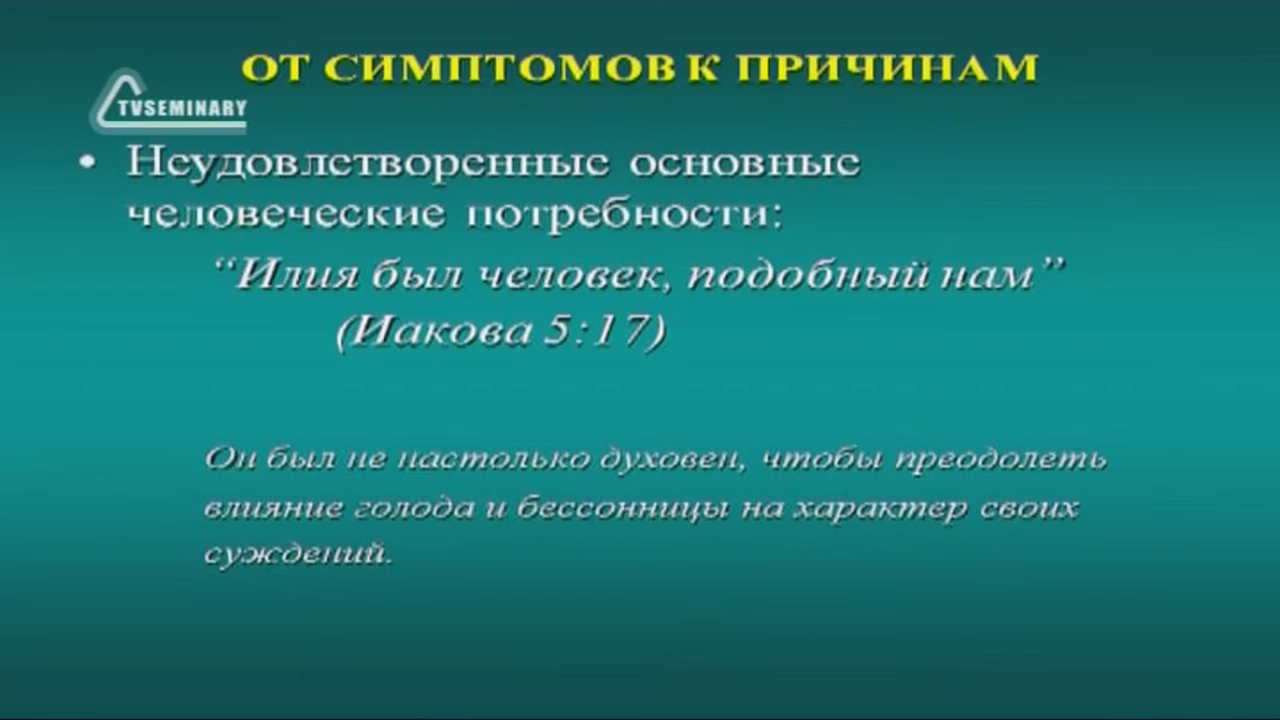 ОТ СИМПТОМОВ К ПРИЧИНАМ
TVSEMINARY
• Неудовлетворенные основные
человеческие потребности:
“Илия был человек, подобный нам”
(Иакова 5:17)
Он был не настолько духовен, чтобы преодолеть
влияние голода и бессонницы на характер своих
суждений.